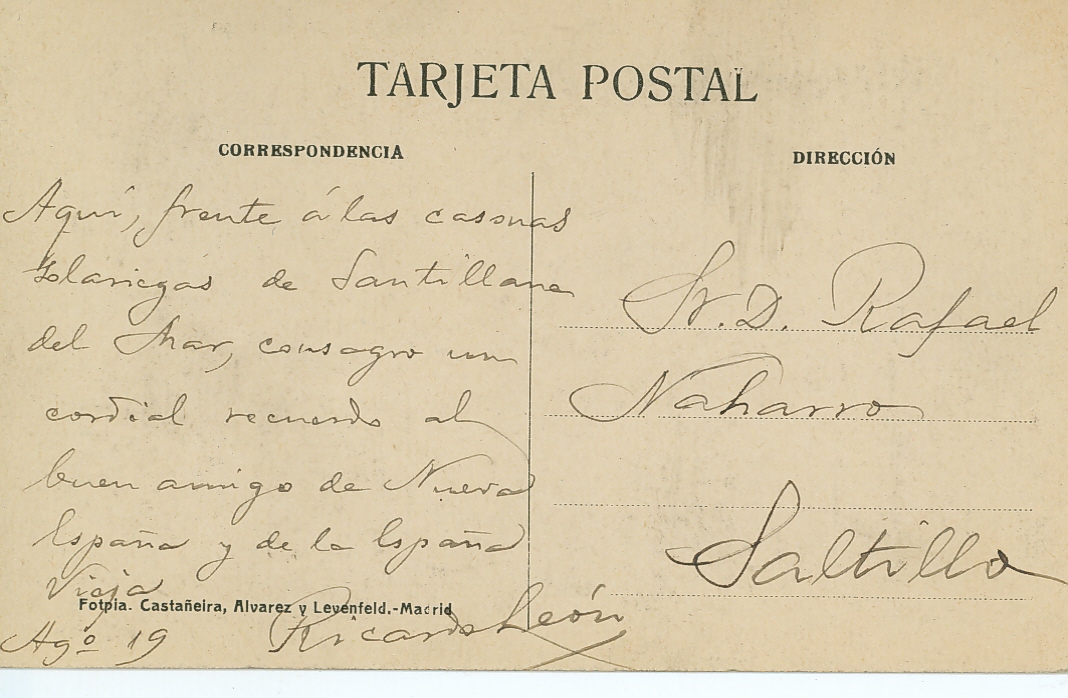 TARJETA POSTAL
CORRESPONDENCIA
DIRECCIÓN
Aquí, frente á las casonas
solariegas de Santillana
del Mar, consagro un
cordial recuerdo al
buen amigo de Nueva
España y de la España
Vieja
Ricardo León
Agº 19
Fotpia. Castañeira, Alvarez y Levenfeld.-Madrid
Sr. D. Rafael
Naharro
Saltillo